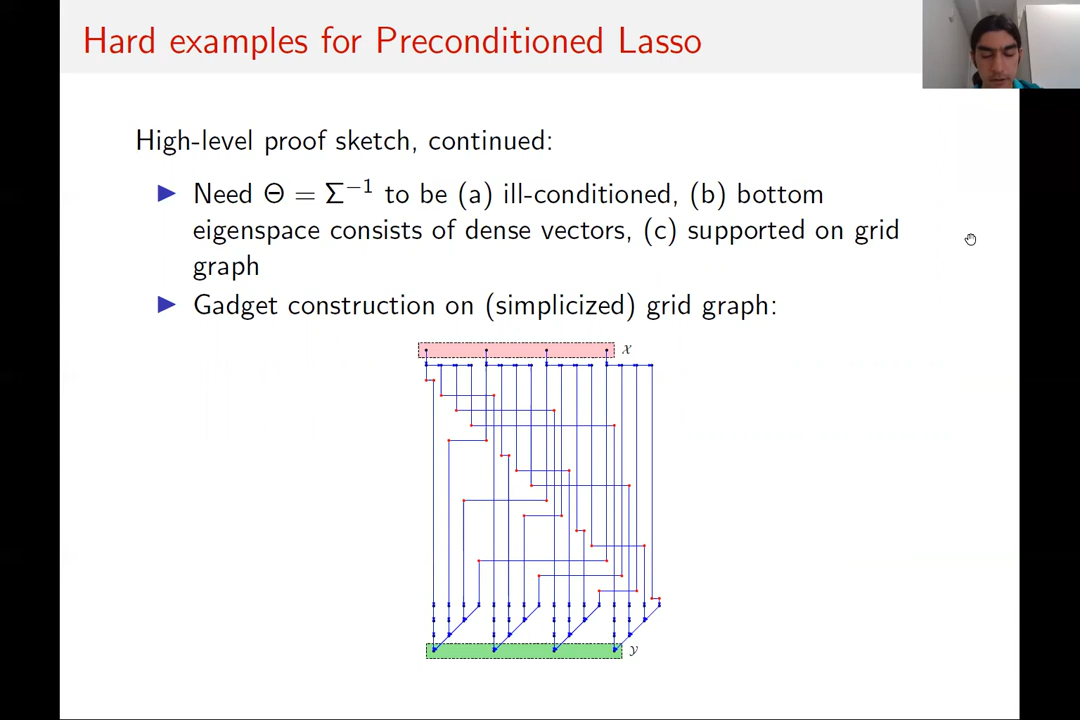 Hard examples for Preconditioned Lasso
High-level proof sketch, continued:
Need Θ = Σ⁻¹ to be (a) ill-conditioned, (b) bottom
eigenspace consists of dense vectors, (c) supported on grid
graph
Gadget construction on (simplicized) grid graph:
x
y